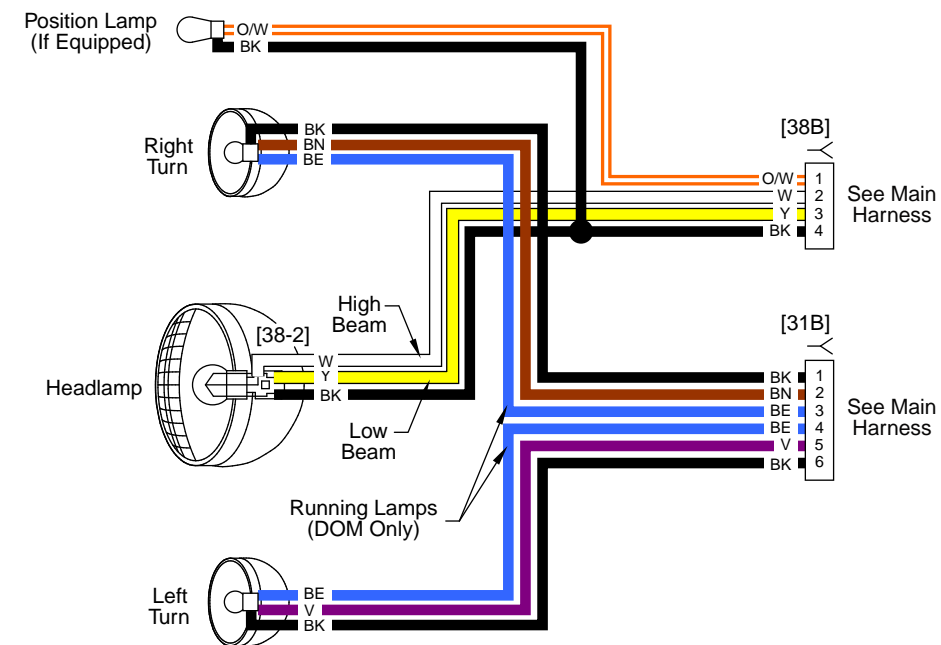 Position Lamp
(If Equipped)
O/W
BK
Right
Turn
BK
BN
BE
[38B]
O/W 1
W 2
Y 3
BK 4
See Main
Harness
High
Beam
[38-2]
W
Y
BK
Headlamp
Low
Beam
[31B]
BK 1
BN 2
BE 3
BE 4
V 5
BK 6
See Main
Harness
Running Lamps
(DOM Only)
Left
Turn
BE
V
BK